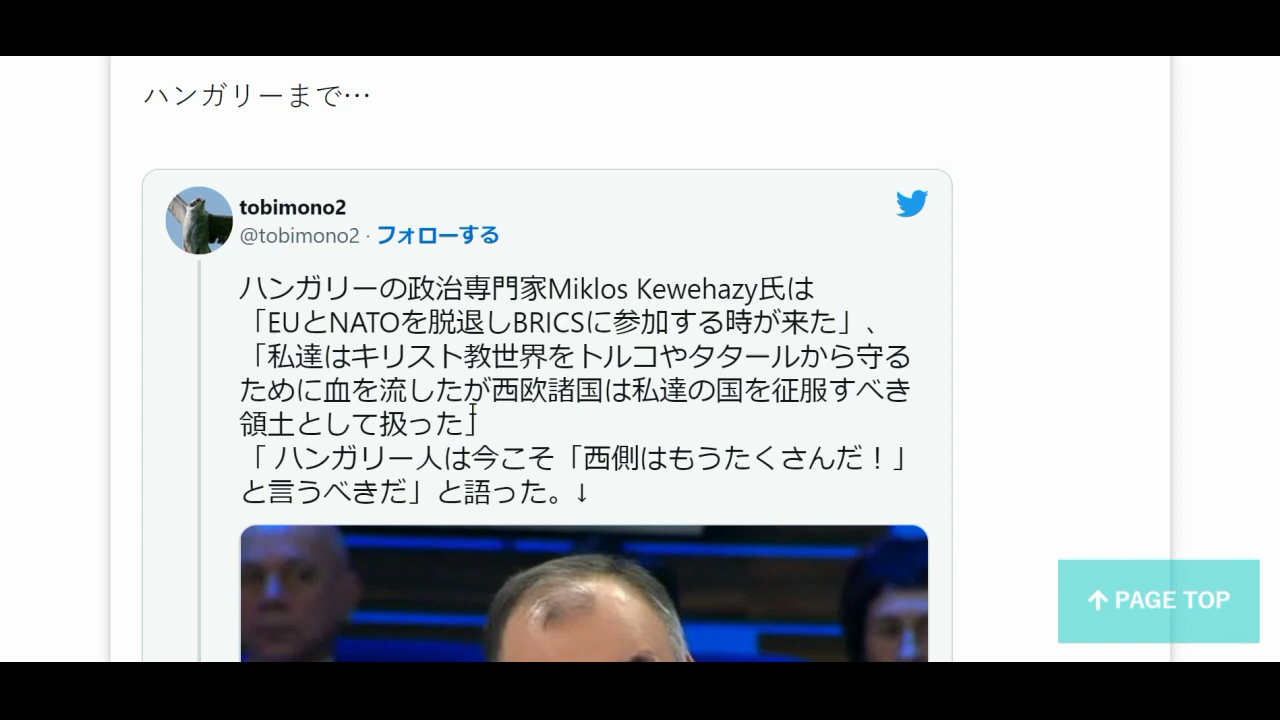 ハンガリーまで…
tobimono2
@tobimono2 · フォローする
ハンガリーの政治専門家Miklos Kewehazy氏は
「EUとNATOを脱退しBRICSに参加する時が来た」、
「私達はキリスト教世界をトルコやタタールから守る
ために血を流したが西欧諸国は私達の国を征服すべき
領土として扱った」
「 ハンガリー人は今こそ「西側はもうたくさんだ！」
と言うべきだ」と語った。↓
↑ PAGE TOP